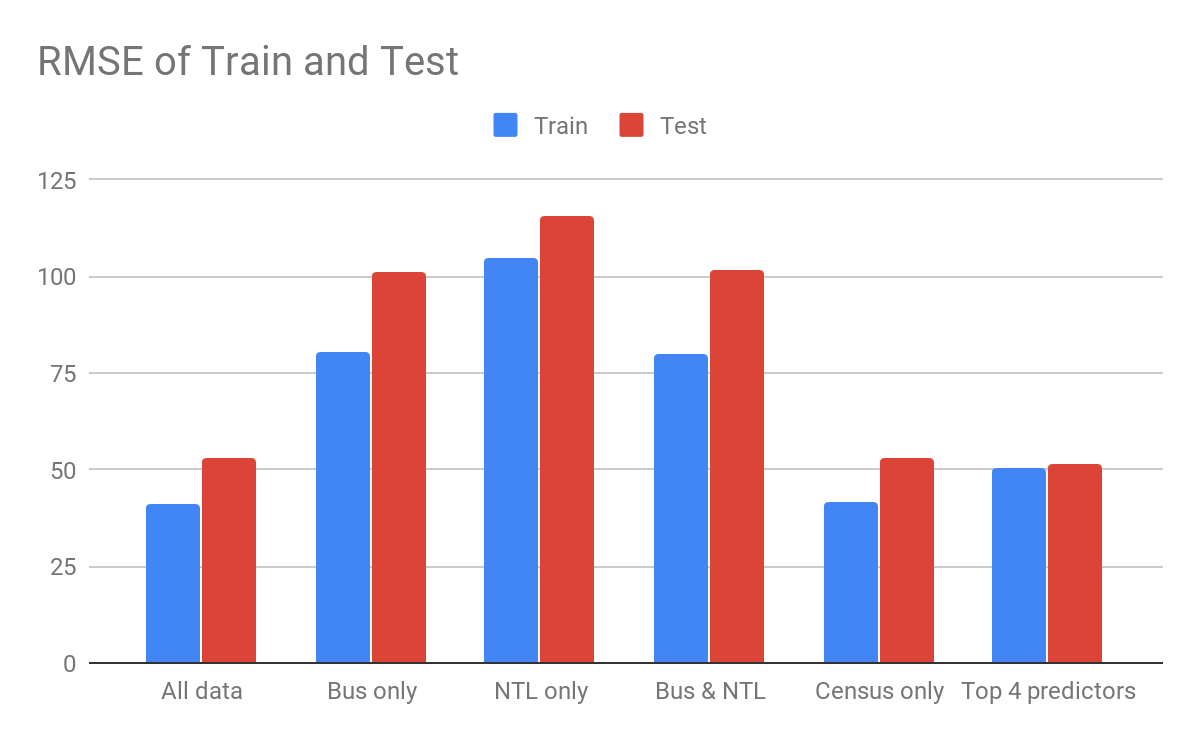 RMSE of Train and Test
Train Test
125
100
75
50
25
0
All data Bus only NTL only Bus & NTL Census only Top 4 predictors